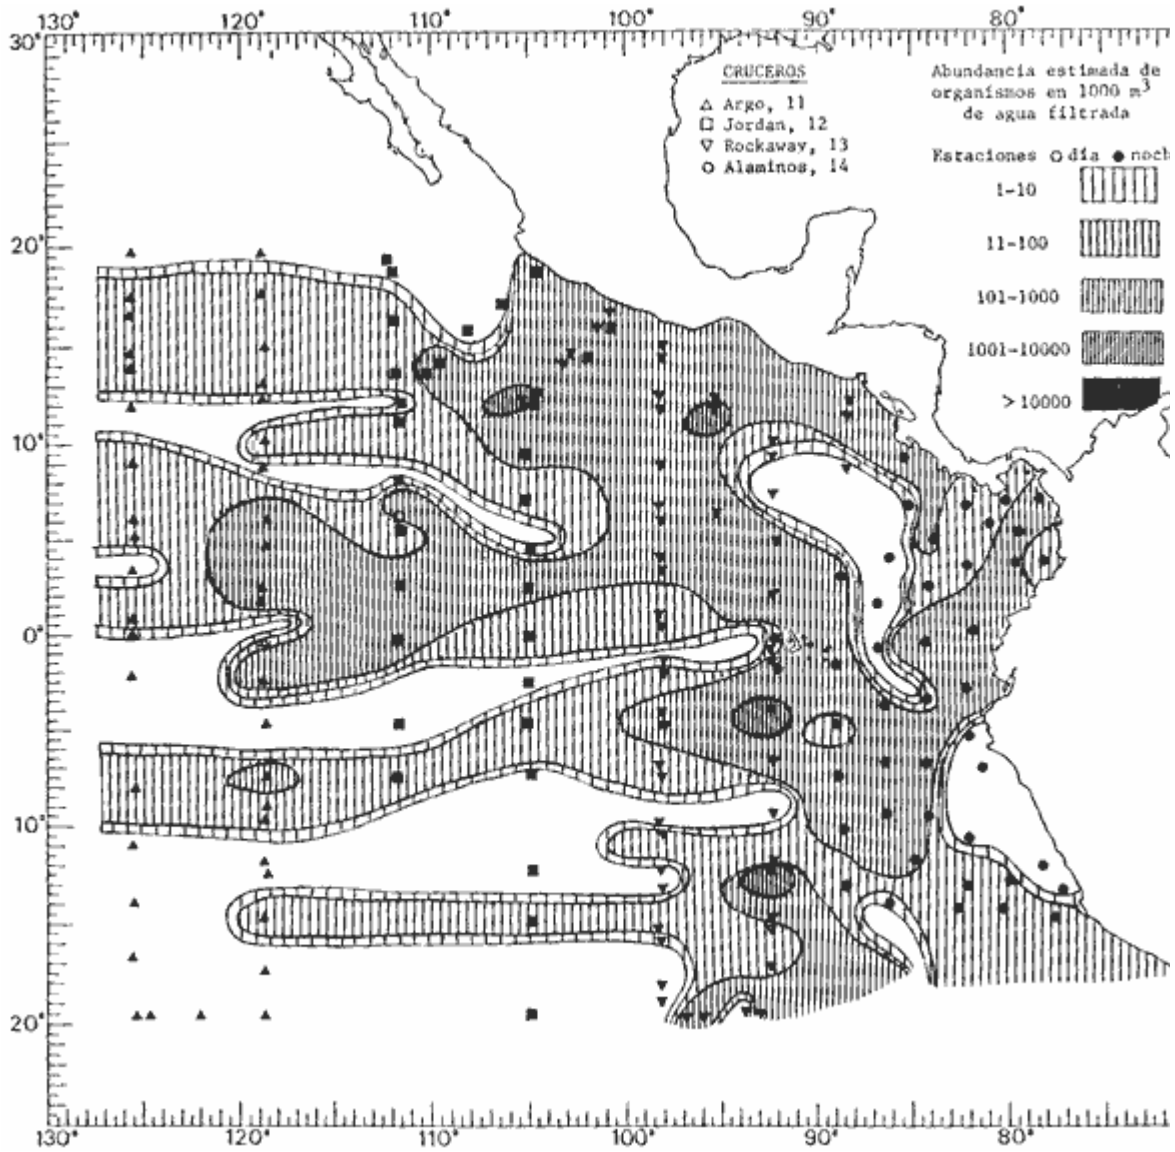 130° 120° 110° 100° 90° 80°
30°
20°
10°
0°
10°
20°
CRUCEROS
△ Argo, 11
□ Jordan, 12
▽ Rockaway, 13
○ Alaminos, 14
Abundancia estimada de
organismos en 1000 m³
de agua filtrada
Estaciones ○ día ● noch
1-10
11-100
101-1000
1001-10000
> 10000
130° 120° 110° 100° 90° 80°